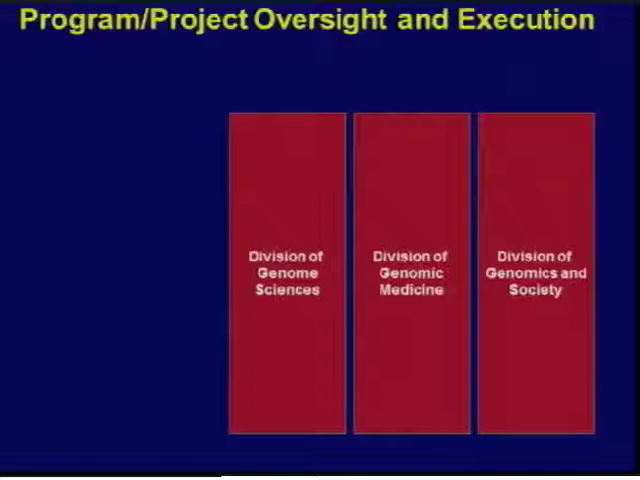 Program/Project Oversight and Execution
Division of
Genome
Sciences
Division of
Genomic
Medicine
Division of
Genomics and
Society